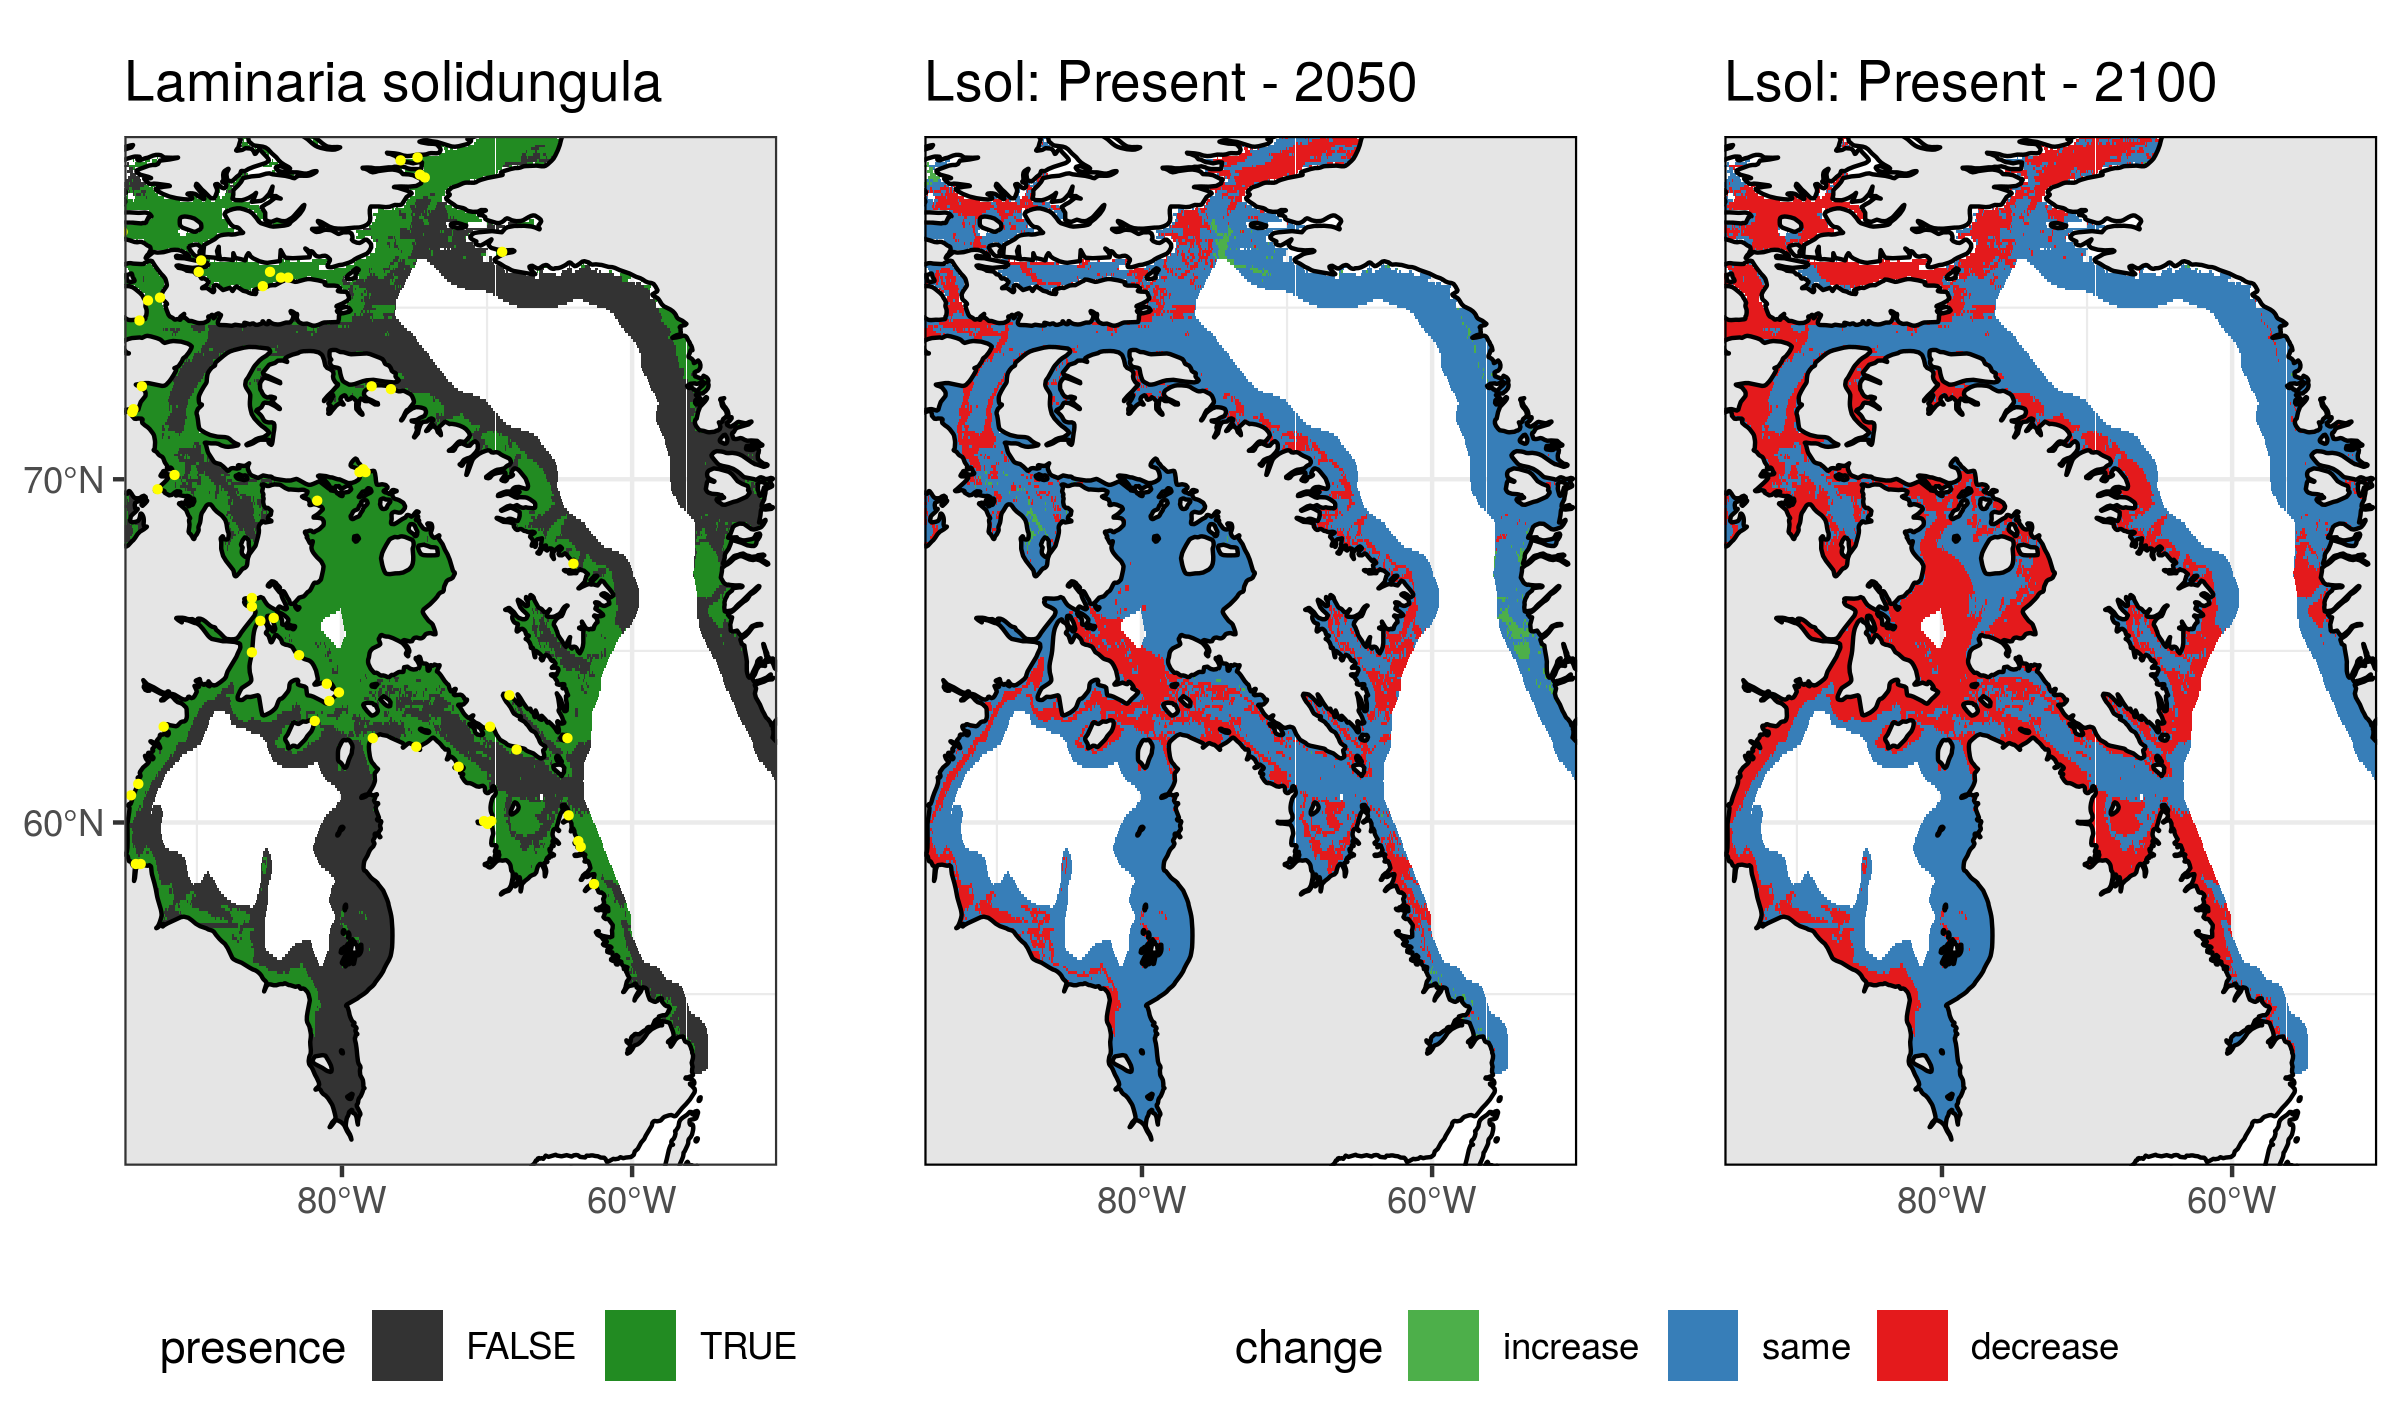 Laminaria solidungula
Lsol: Present - 2050
Lsol: Present - 2100
70°N
60°N
80°W
60°W
80°W
60°W
80°W
60°W
presence
FALSE
TRUE
change
increase
same
decrease